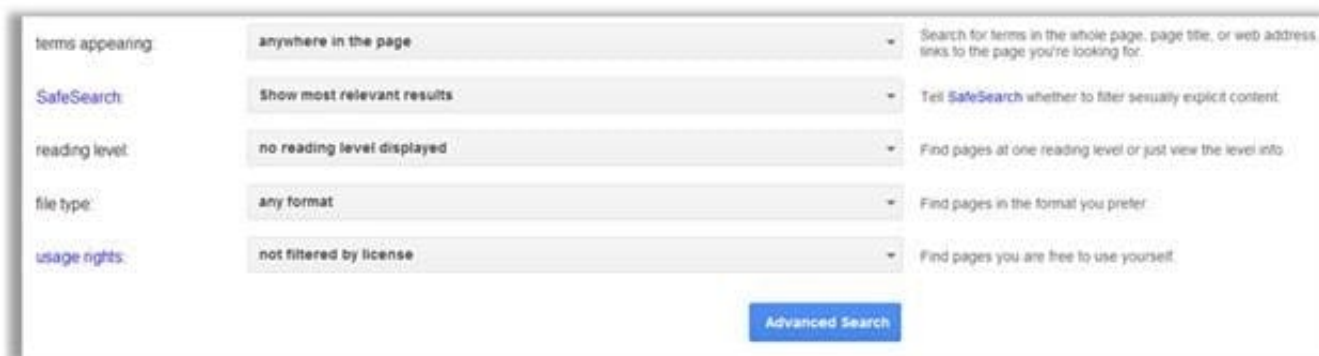 terms appearing: anywhere in the page Search for terms in the whole page, page title, or web address,
links to the page you're looking for.
SafeSearch: Show most relevant results Tell SafeSearch whether to filter sexually explicit content.
reading level: no reading level displayed Find pages at one reading level or just view the level info.
file type: any format Find pages in the format you prefer.
usage rights: not filtered by license Find pages you are free to use yourself.
Advanced Search